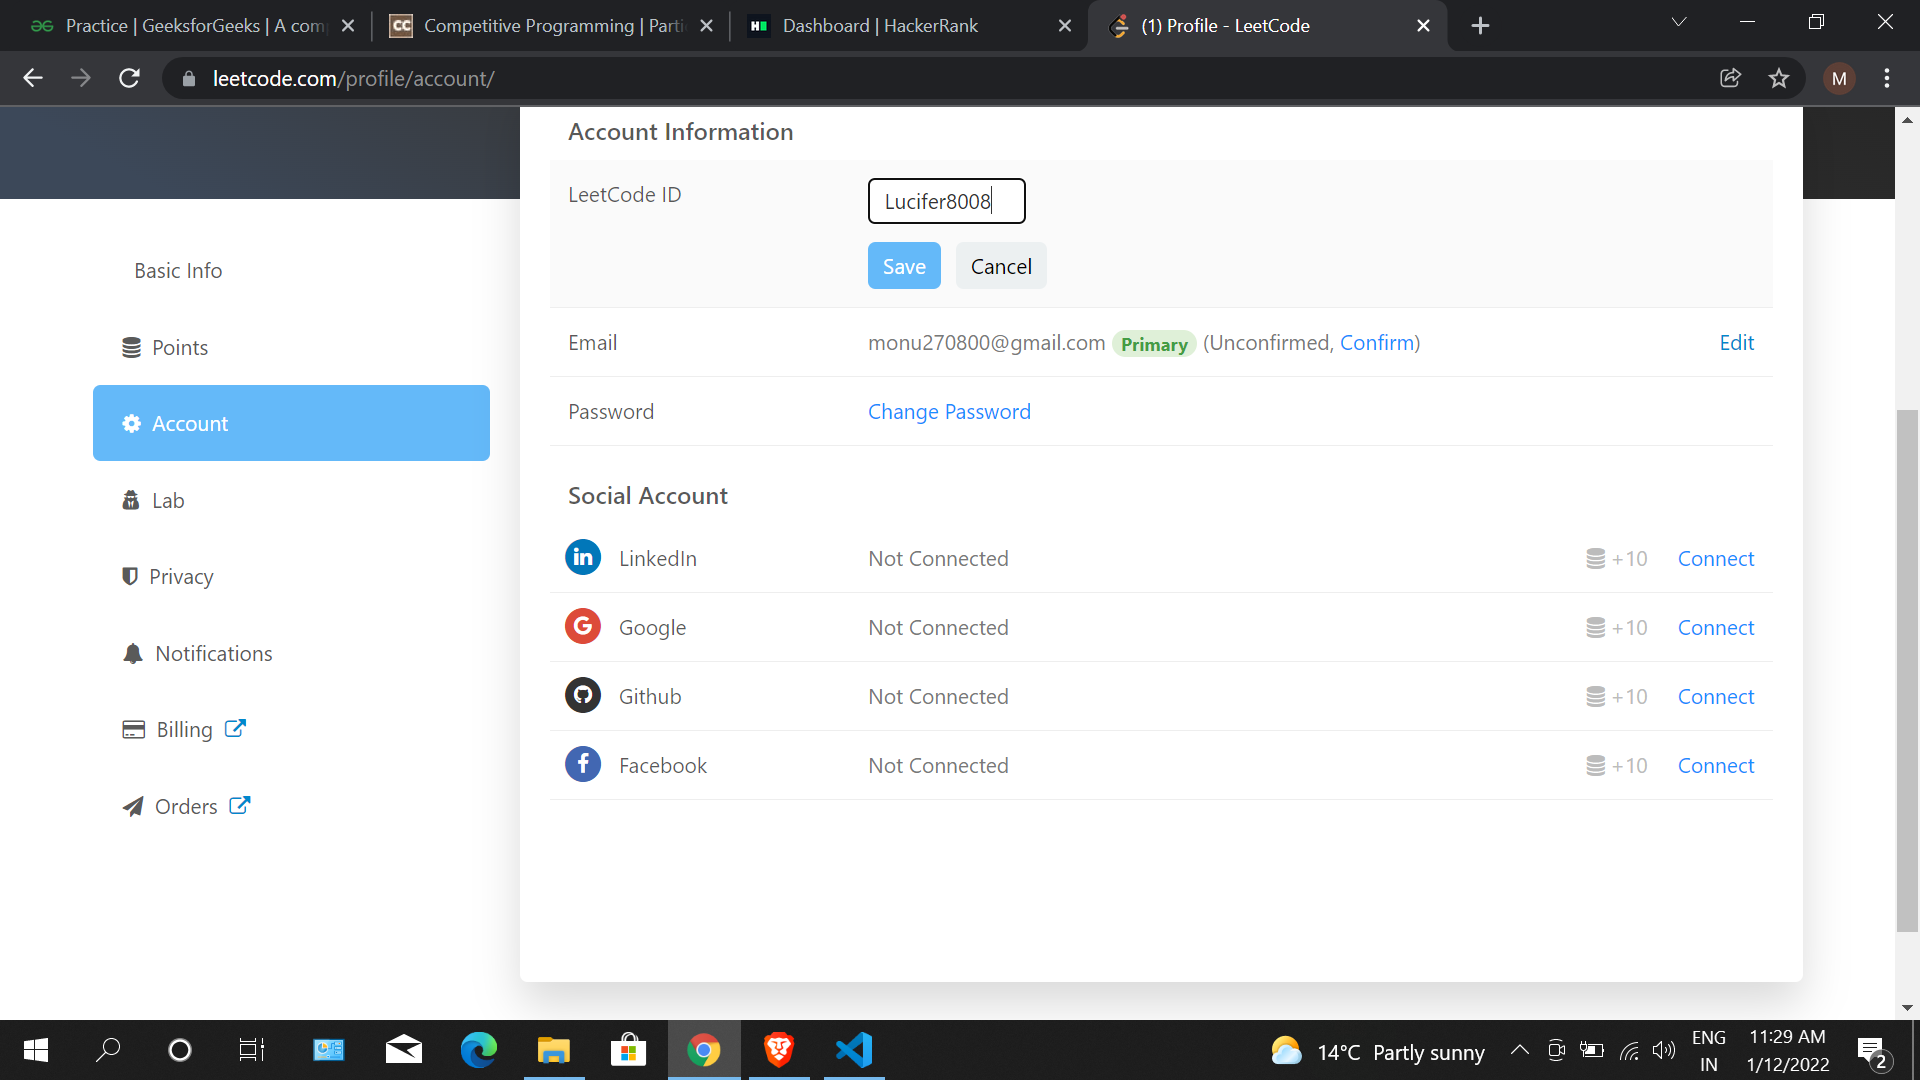 Practice | GeeksforGeeks | A com
Competitive Programming | Parti
Dashboard | HackerRank
(1) Profile - LeetCode
leetcode.com/profile/account/
M
Account Information
LeetCode ID
Lucifer8008
Save
Cancel
Basic Info
Email
monu270800@gmail.com Primary (Unconfirmed, Confirm)
Edit
Points
Password
Change Password
Account
Social Account
Lab
LinkedIn
Not Connected
+10
Connect
Privacy
Google
Not Connected
+10
Connect
Notifications
Github
Not Connected
+10
Connect
Billing
Facebook
Not Connected
+10
Connect
Orders
14°C Partly sunny
ENG
IN
11:29 AM
1/12/2022
2